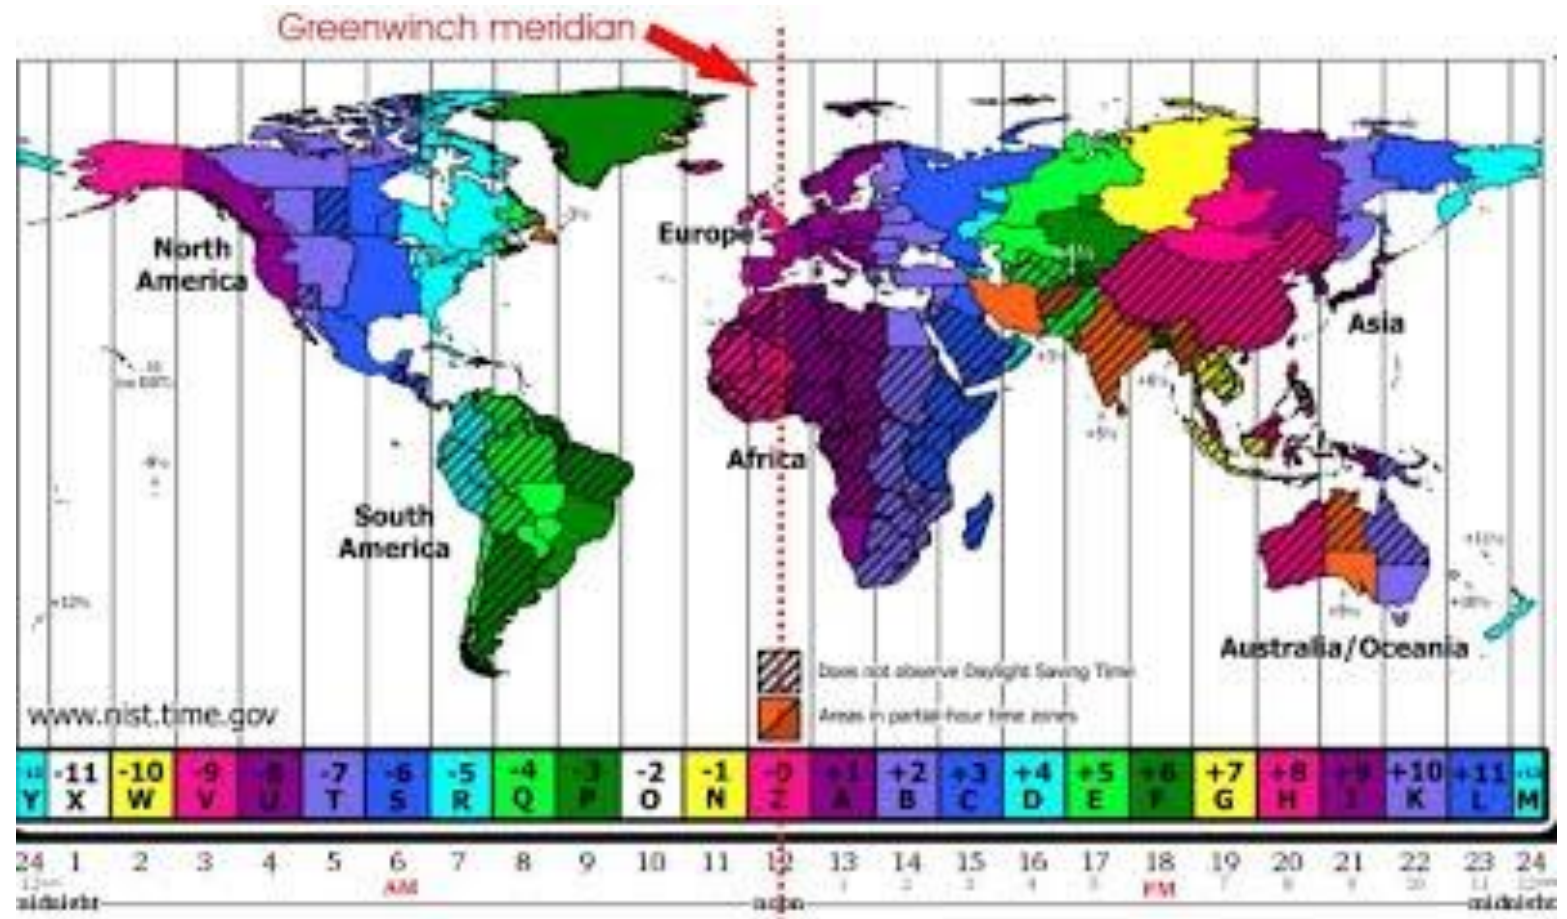 Greenwinch meridian
North
America
Europe
Asia
Africa
South
America
Australia/Oceania
Does not observe Daylight Saving Time
Areas in partial-hour time zones
www.nist.time.gov
-11 -10 -9 -8 -7 -6 -5 -4 -3 -2 -1 -0 +1 +2 +3 +4 +5 +6 +7 +8 +9 +10 +11
Y X W V U T S R Q P O N Z A B C D E F G H I K L M
24 1 2 3 4 5 6 7 8 9 10 11 12 13 14 15 16 17 18 19 20 21 22 23 24
AM PM
midnight noon midnight